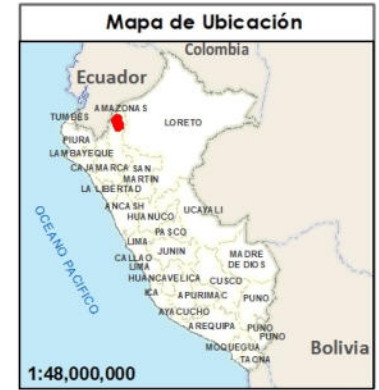 Mapa de Ubicación
Colombia
Ecuador
AMAZONAS
TUMBES
LORETO
PIURA
LAMBAYEQUE
CAJAMARCA
SAN
MARTIN
LA LIBERTAD
ANCASH
HUANUCO
UCAYALI
PASCO
LIMA
JUNIN
CALLAO
LIMA
MADRE
DE DIOS
HUANCAVELICA
CUSCO
ICA
APURIMAC
PUNO
AYACUCHO
AREQUIPA
PUNO
PUNO
MOQUEGUA
TACNA
OCEANO PACIFICO
Bolivia
1:48,000,000